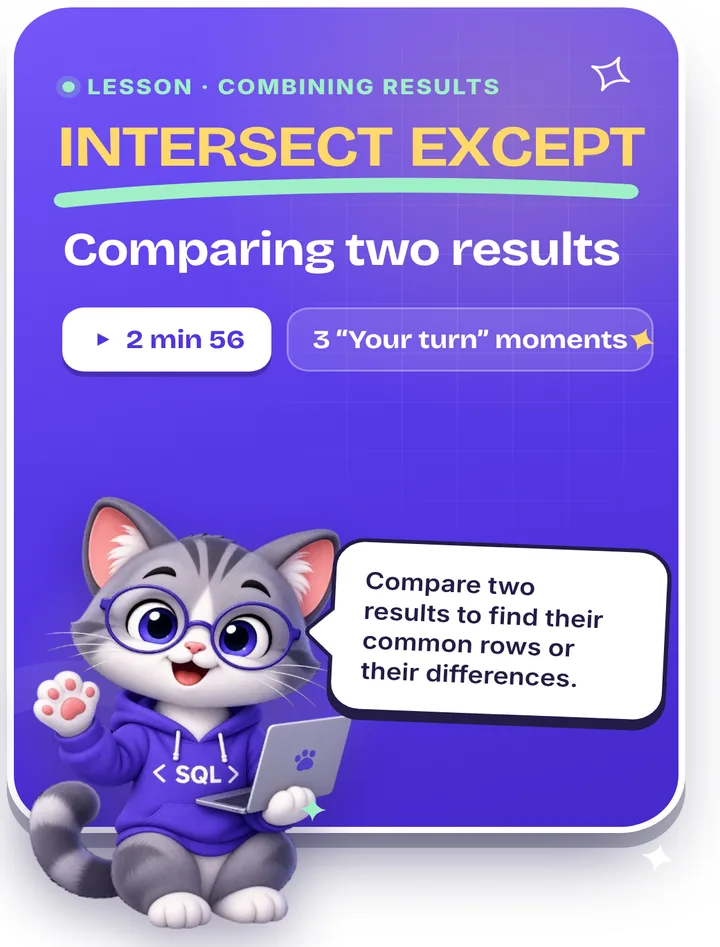 LESSON · COMBINING RESULTS
INTERSECT EXCEPT
Comparing two results
2 min 56
3 “Your turn” moments
Compare two
results to find their
common rows or
their differences.
< SQL >